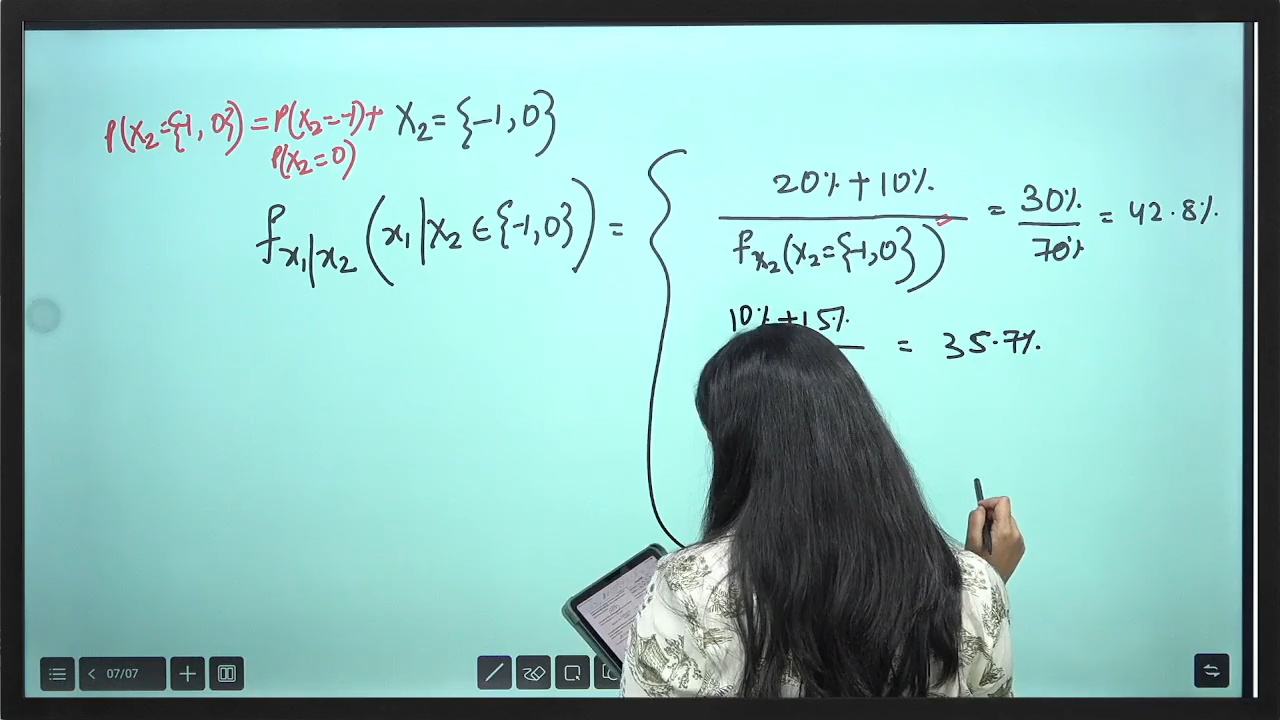 P(X₂={-1,0})=P(X₂=-1)+ X₂={-1,0}
P(X₂=0)
20%+10%
f_{x₁|x₂}(x₁|X₂∈{-1,0}) = { = 30%/70% = 42.8%
f_{X₂}(X₂={-1,0})
10%+15%
= 35.7%
07/07